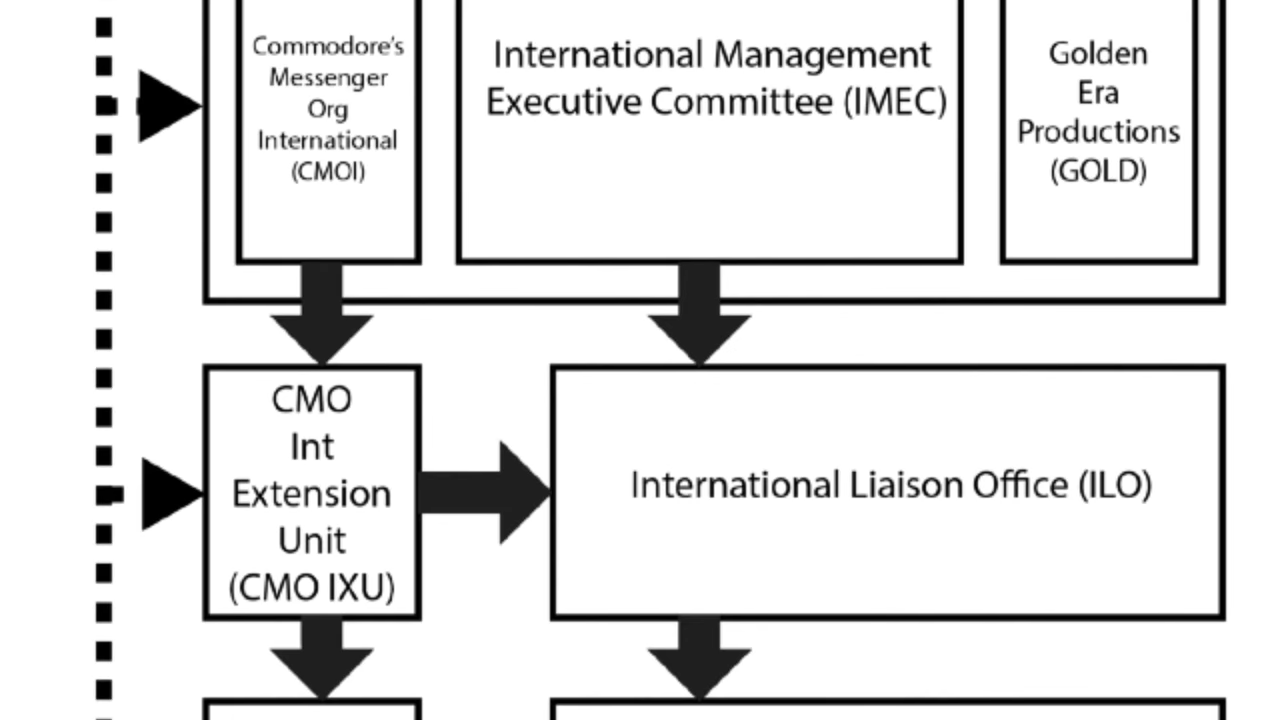 Commodore's
Messenger
Org
International
(CMOI)
International Management
Executive Committee (IMEC)
Golden
Era
Productions
(GOLD)
CMO
Int
Extension
Unit
(CMO IXU)
International Liaison Office (ILO)